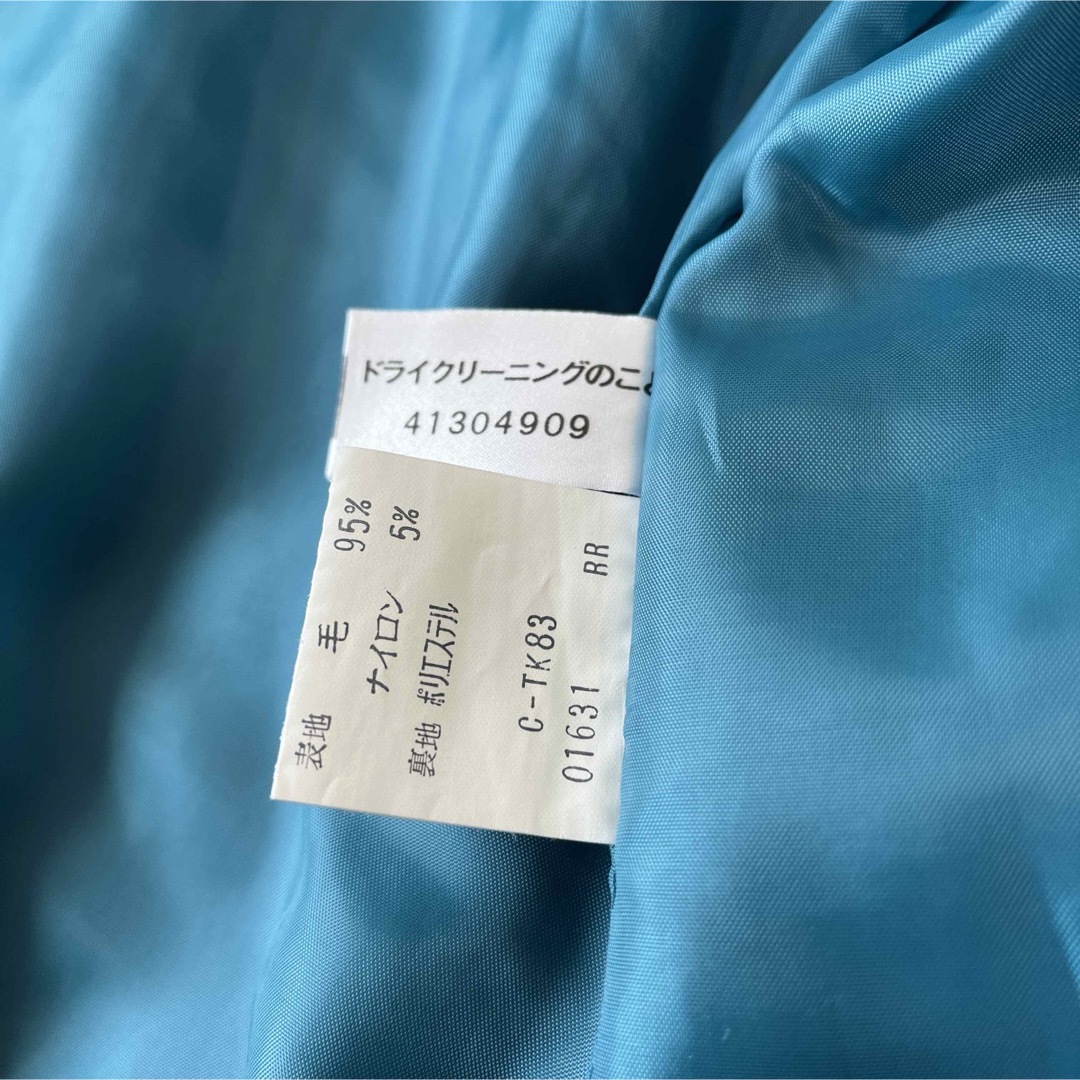 ドライクリーニングのこと
41304909
表地 毛 95%
ナイロン 5%
裏地 ポリエステル
C-TK83
01631 RR